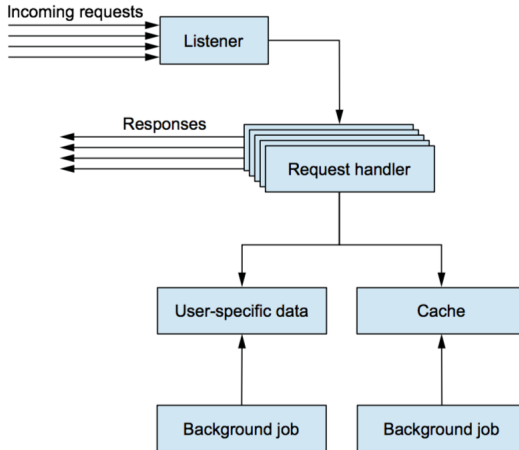 Incoming requests
Listener
Responses
Request handler
User-specific data
Cache
Background job
Background job